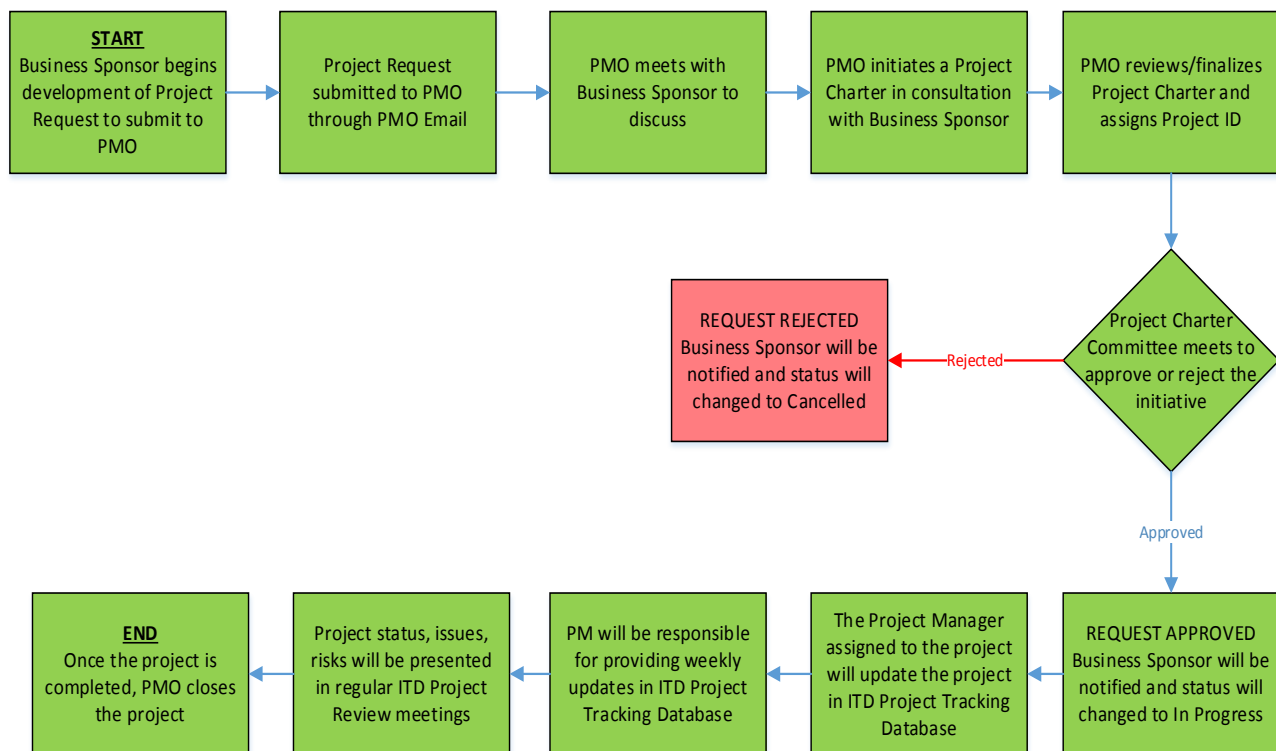 START
Business Sponsor begins
development of Project
Request to submit to
PMO
Project Request
submitted to PMO
through PMO Email
PMO meets with
Business Sponsor to
discuss
PMO initiates a Project
Charter in consultation
with Business Sponsor
PMO reviews/finalizes
Project Charter and
assigns Project ID
Project Charter
Committee meets to
approve or reject the
initiative
Rejected
REQUEST REJECTED
Business Sponsor will be
notified and status will
changed to Cancelled
Approved
REQUEST APPROVED
Business Sponsor will be
notified and status will
changed to In Progress
The Project Manager
assigned to the project
will update the project
in ITD Project Tracking
Database
PM will be responsible
for providing weekly
updates in ITD Project
Tracking Database
Project status, issues,
risks will be presented
in regular ITD Project
Review meetings
END
Once the project is
completed, PMO closes
the project